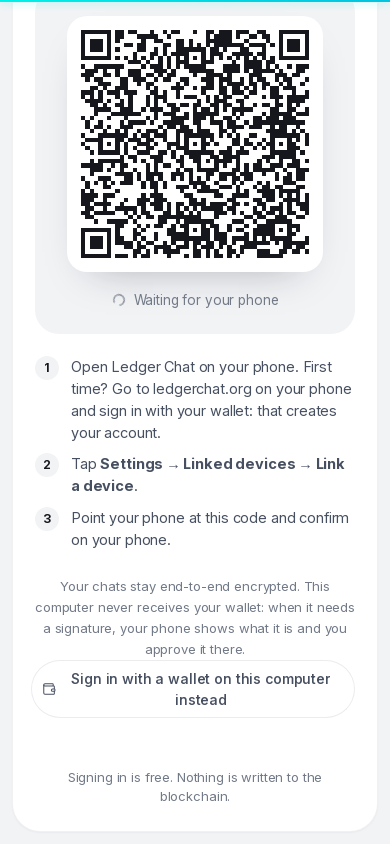 Waiting for your phone
1 Open Ledger Chat on your phone. First
time? Go to ledgerchat.org on your phone
and sign in with your wallet: that creates
your account.
2 Tap Settings → Linked devices → Link
a device.
3 Point your phone at this code and confirm
on your phone.
Your chats stay end-to-end encrypted. This
computer never receives your wallet: when it needs
a signature, your phone shows what it is and you
approve it there.
Sign in with a wallet on this computer
instead
Signing in is free. Nothing is written to the
blockchain.